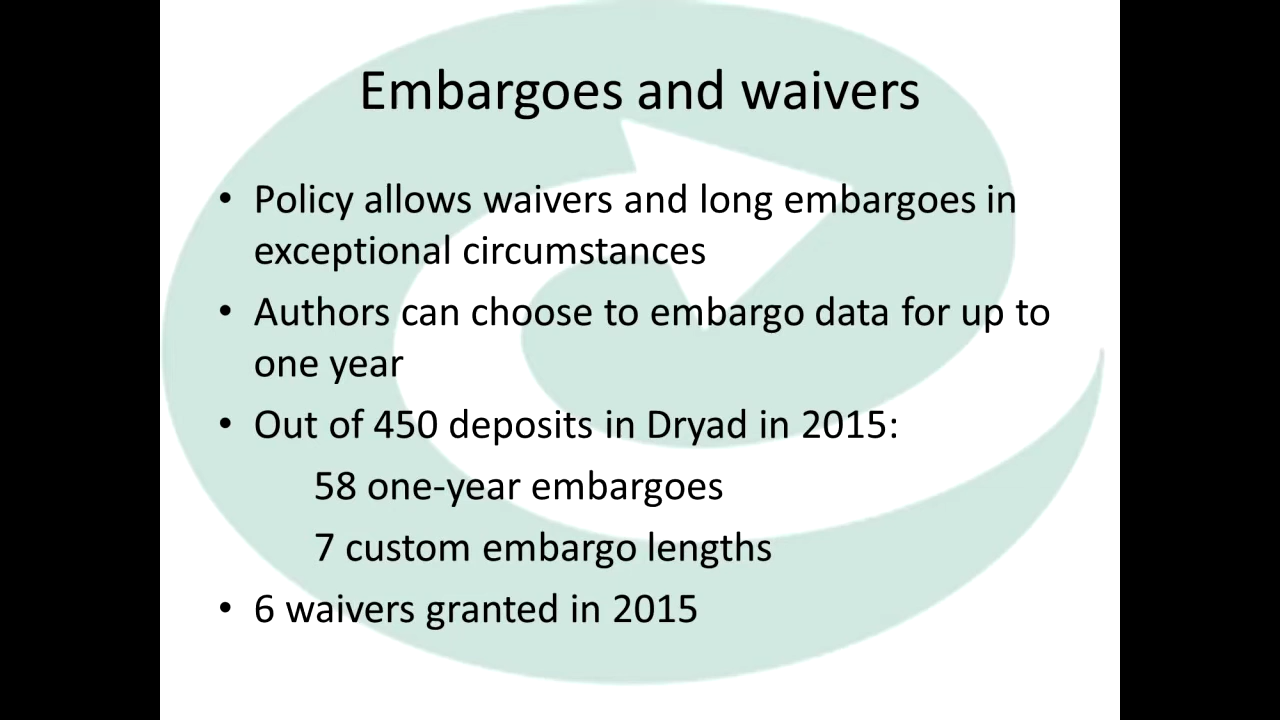 Embargoes and waivers
• Policy allows waivers and long embargoes in
exceptional circumstances
• Authors can choose to embargo data for up to
one year
• Out of 450 deposits in Dryad in 2015:
58 one-year embargoes
7 custom embargo lengths
• 6 waivers granted in 2015